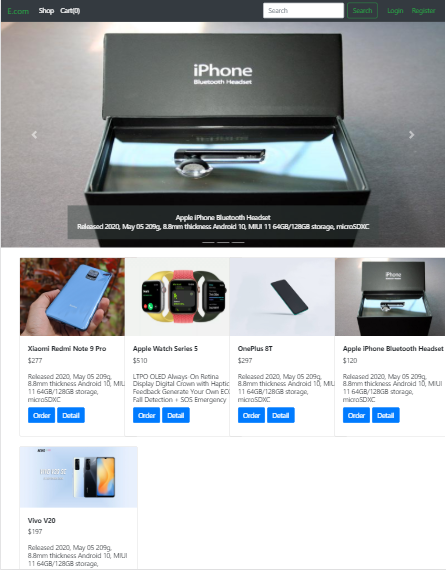 E.com Shop Cart(0) Search Search Login Register
iPhone
Bluetooth Headset
Apple iPhone Bluetooth Headset
Released 2020, May 05 209g, 8.8mm thickness Android 10, MIUI 11 64GB/128GB storage, microSDXC
Xiaomi Redmi Note 9 Pro
$277
Released 2020, May 05 209g,
8.8mm thickness Android 10, MIU
11 64GB/128GB storage,
microSDXC
Order Detail
Apple Watch Series 5
$510
LTPO OLED Always-On Retina
Display Digital Crown with Haptic
Feedback Generate Your Own EC
Fall Detection + SOS Emergency
Order Detail
OnePlus 8T
$297
Released 2020, May 05 209g,
8.8mm thickness Android 10, MIU
11 64GB/128GB storage,
microSDXC
Order Detail
iPhone
Apple iPhone Bluetooth Headset
$120
Released 2020, May 05 209g,
8.8mm thickness Android 10, MIUI
11 64GB/128GB storage,
microSDXC
Order Detail
Vivo V20
$197
Released 2020, May 05 209g,
8.8mm thickness Android 10, MIUI
11 64GB/128GB storage,